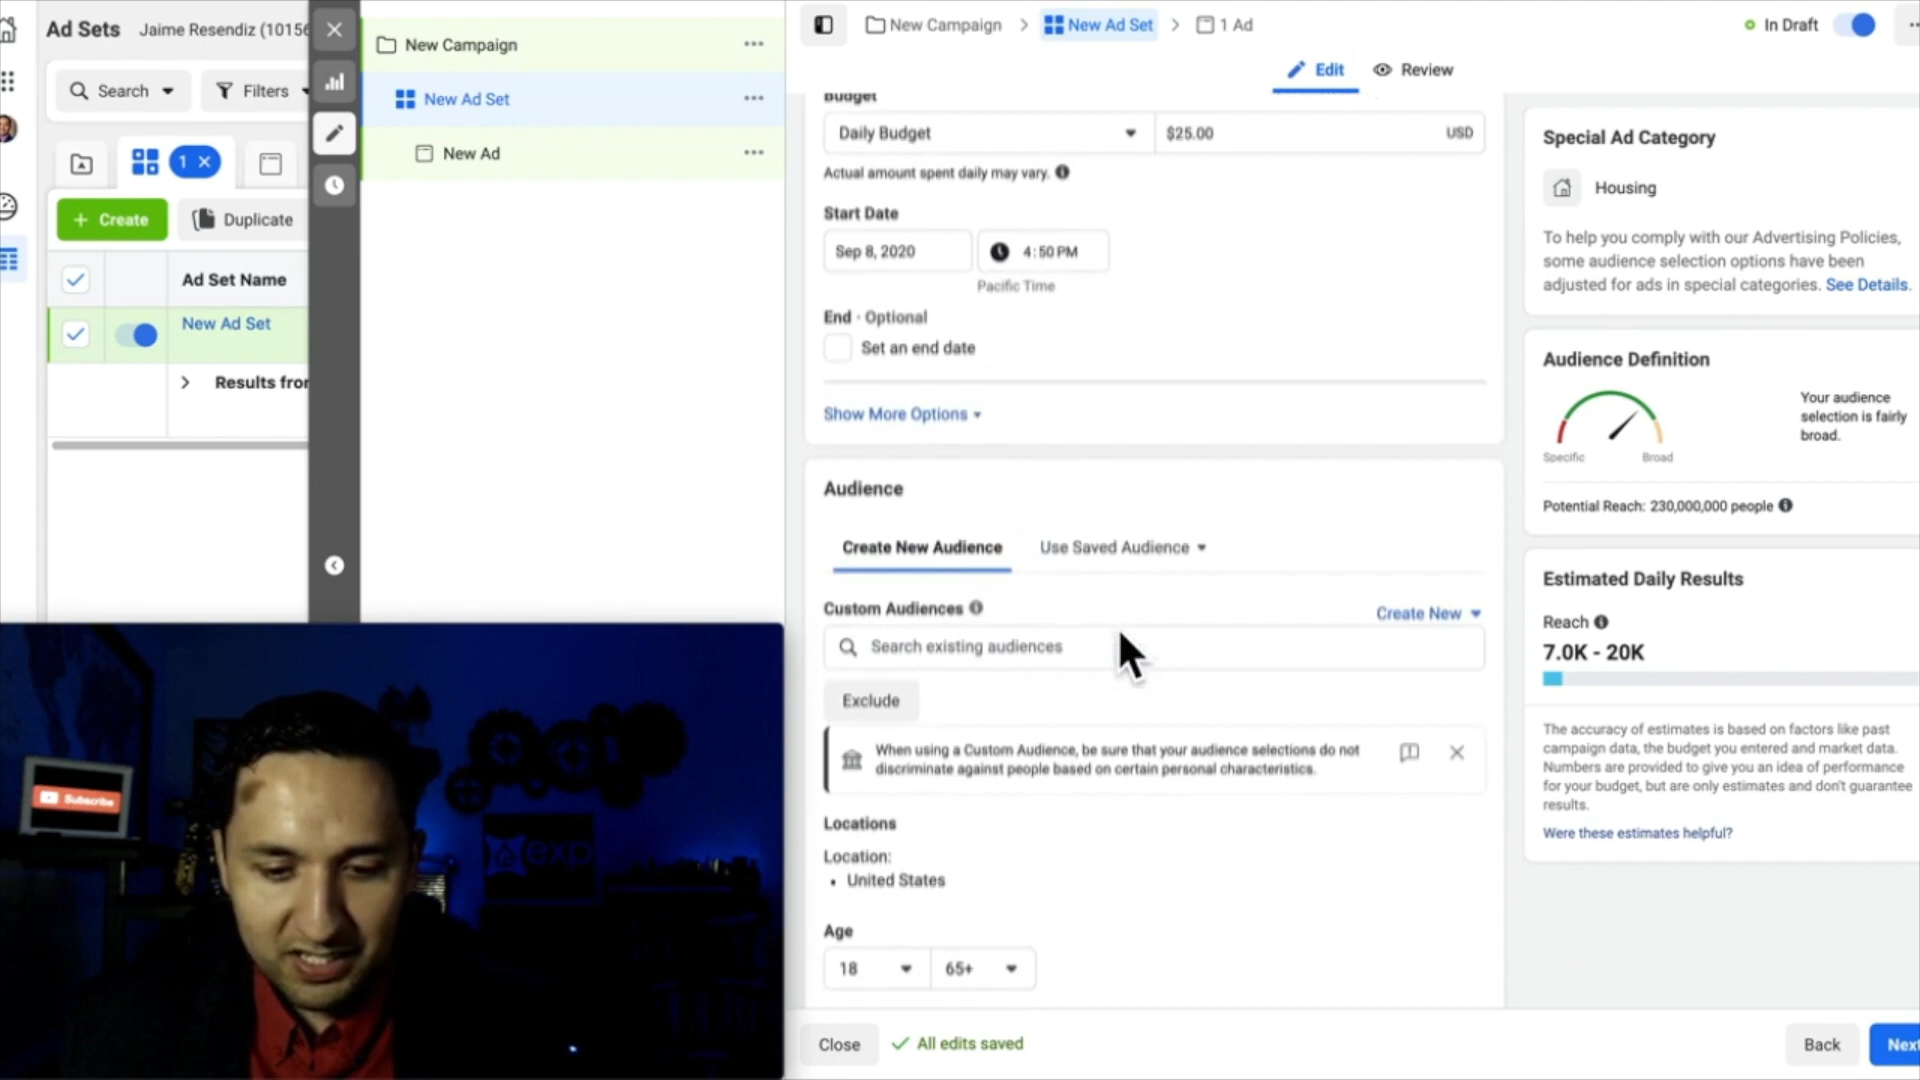 Ad Sets
Jaime Resendiz (10156
Search
Filters
1
Create
Duplicate
Ad Set Name
New Ad Set
Results from
New Campaign
New Ad Set
New Ad
New Campaign
New Ad Set
1 Ad
In Draft
Edit
Review
Budget
Daily Budget
$25.00
USD
Actual amount spent daily may vary.
Start Date
Sep 8, 2020
4:50 PM
Pacific Time
End · Optional
Set an end date
Show More Options
Audience
Create New Audience
Use Saved Audience
Custom Audiences
Create New
Search existing audiences
Exclude
When using a Custom Audience, be sure that your audience selections do not
discriminate against people based on certain personal characteristics.
Locations
Location:
• United States
Age
18
65+
Close
All edits saved
Back
Next
Special Ad Category
Housing
To help you comply with our Advertising Policies,
some audience selection options have been
adjusted for ads in special categories. See Details.
Audience Definition
Your audience
selection is fairly
broad.
Specific
Broad
Potential Reach: 230,000,000 people
Estimated Daily Results
Reach
7.0K - 20K
The accuracy of estimates is based on factors like past
campaign data, the budget you entered and market data.
Numbers are provided to give you an idea of performance
for your budget, but are only estimates and don't guarantee
results.
Were these estimates helpful?
Subscribe
exp